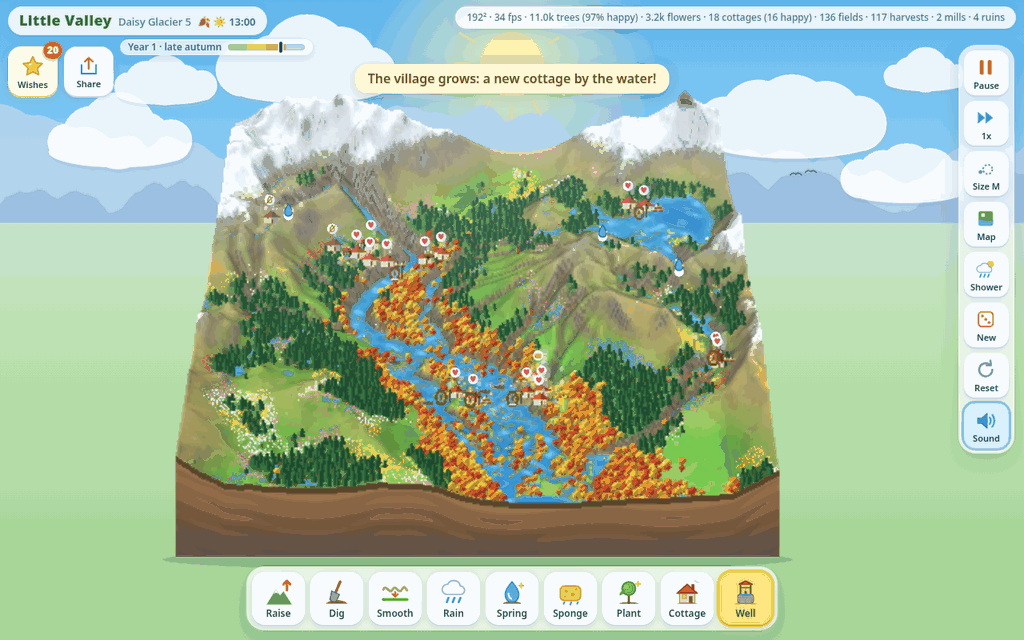 Little Valley Daisy Glacier 5 13:00
192² · 34 fps · 11.0k trees (97% happy) · 3.2k flowers · 18 cottages (16 happy) · 136 fields · 117 harvests · 2 mills · 4 ruins
Year 1 · late autumn
20
Wishes
Share
The village grows: a new cottage by the water!
Pause
1x
Size M
Map
Shower
New
Reset
Sound
Raise
Dig
Smooth
Rain
Spring
Sponge
Plant
Cottage
Well